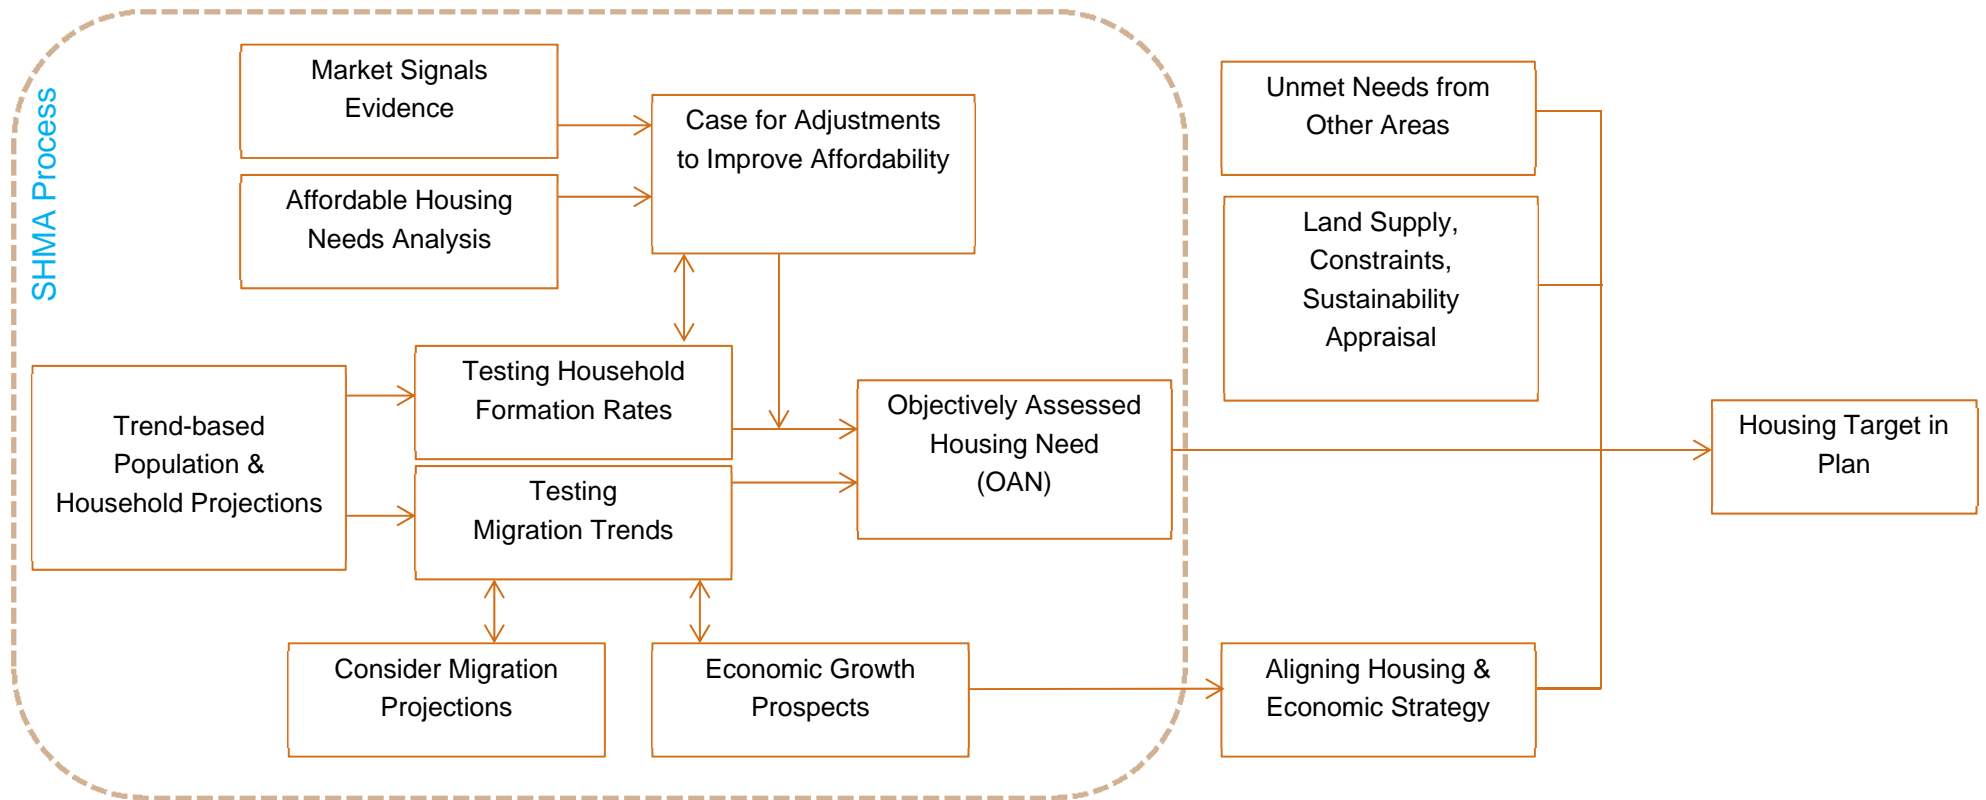 SHMA Process
Market Signals
Evidence
Affordable Housing
Needs Analysis
Case for Adjustments
to Improve Affordability
Trend-based
Population &
Household Projections
Testing Household
Formation Rates
Testing
Migration Trends
Consider Migration
Projections
Economic Growth
Prospects
Objectively Assessed
Housing Need
(OAN)
Unmet Needs from
Other Areas
Land Supply,
Constraints,
Sustainability
Appraisal
Aligning Housing &
Economic Strategy
Housing Target in
Plan